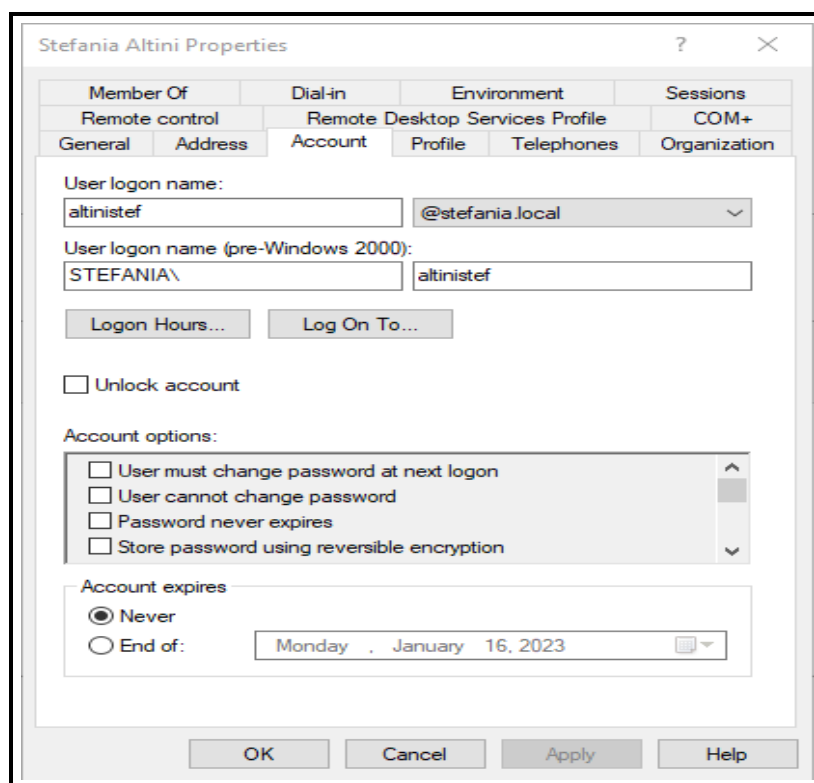 Stefania Altini Properties ?
Member Of Dial-in Environment Sessions
Remote control Remote Desktop Services Profile COM+
General Address Account Profile Telephones Organization
User logon name:
altinistef @stefania.local
User logon name (pre-Windows 2000):
STEFANIA\ altinistef
Logon Hours... Log On To...
Unlock account
Account options:
User must change password at next logon
User cannot change password
Password never expires
Store password using reversible encryption
Account expires
Never
End of: Monday , January 16, 2023
OK Cancel Apply Help